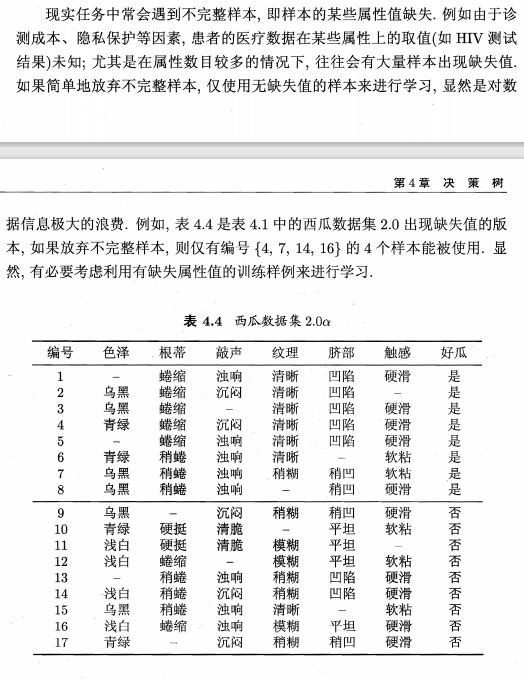 现实任务中常会遇到不完整样本, 即样本的某些属性值缺失. 例如由于诊
测成本、隐私保护等因素, 患者的医疗数据在某些属性上的取值(如 HIV 测试
结果)未知; 尤其是在属性数目较多的情况下, 往往会有大量样本出现缺失值.
如果简单地放弃不完整样本, 仅使用无缺失值的样本来进行学习, 显然是对数
第4章 决 策 树
据信息极大的浪费. 例如, 表 4.4 是表 4.1 中的西瓜数据集 2.0 出现缺失值的版
本, 如果放弃不完整样本, 则仅有编号 {4, 7, 14, 16} 的 4 个样本能被使用. 显
然, 有必要考虑利用有缺失属性值的训练样例来进行学习.
表 4.4 西瓜数据集 2.0α
编号 色泽 根蒂 敲声 纹理 脐部 触感 好瓜
1 – 蜷缩 浊响 清晰 凹陷 硬滑 是
2 乌黑 蜷缩 沉闷 清晰 凹陷 – 是
3 乌黑 蜷缩 – 清晰 凹陷 硬滑 是
4 青绿 蜷缩 沉闷 清晰 凹陷 硬滑 是
5 – 蜷缩 浊响 清晰 凹陷 硬滑 是
6 青绿 稍蜷 浊响 清晰 – 软粘 是
7 乌黑 稍蜷 浊响 稍糊 稍凹 软粘 是
8 乌黑 稍蜷 浊响 – 稍凹 硬滑 是
9 乌黑 – 沉闷 稍糊 稍凹 硬滑 否
10 青绿 硬挺 清脆 – 平坦 软粘 否
11 浅白 硬挺 清脆 模糊 平坦 – 否
12 浅白 蜷缩 – 模糊 平坦 软粘 否
13 – 稍蜷 浊响 稍糊 凹陷 硬滑 否
14 浅白 稍蜷 沉闷 稍糊 凹陷 硬滑 否
15 乌黑 稍蜷 浊响 清晰 – 软粘 否
16 浅白 蜷缩 浊响 模糊 平坦 硬滑 否
17 青绿 – 沉闷 稍糊 稍凹 硬滑 否